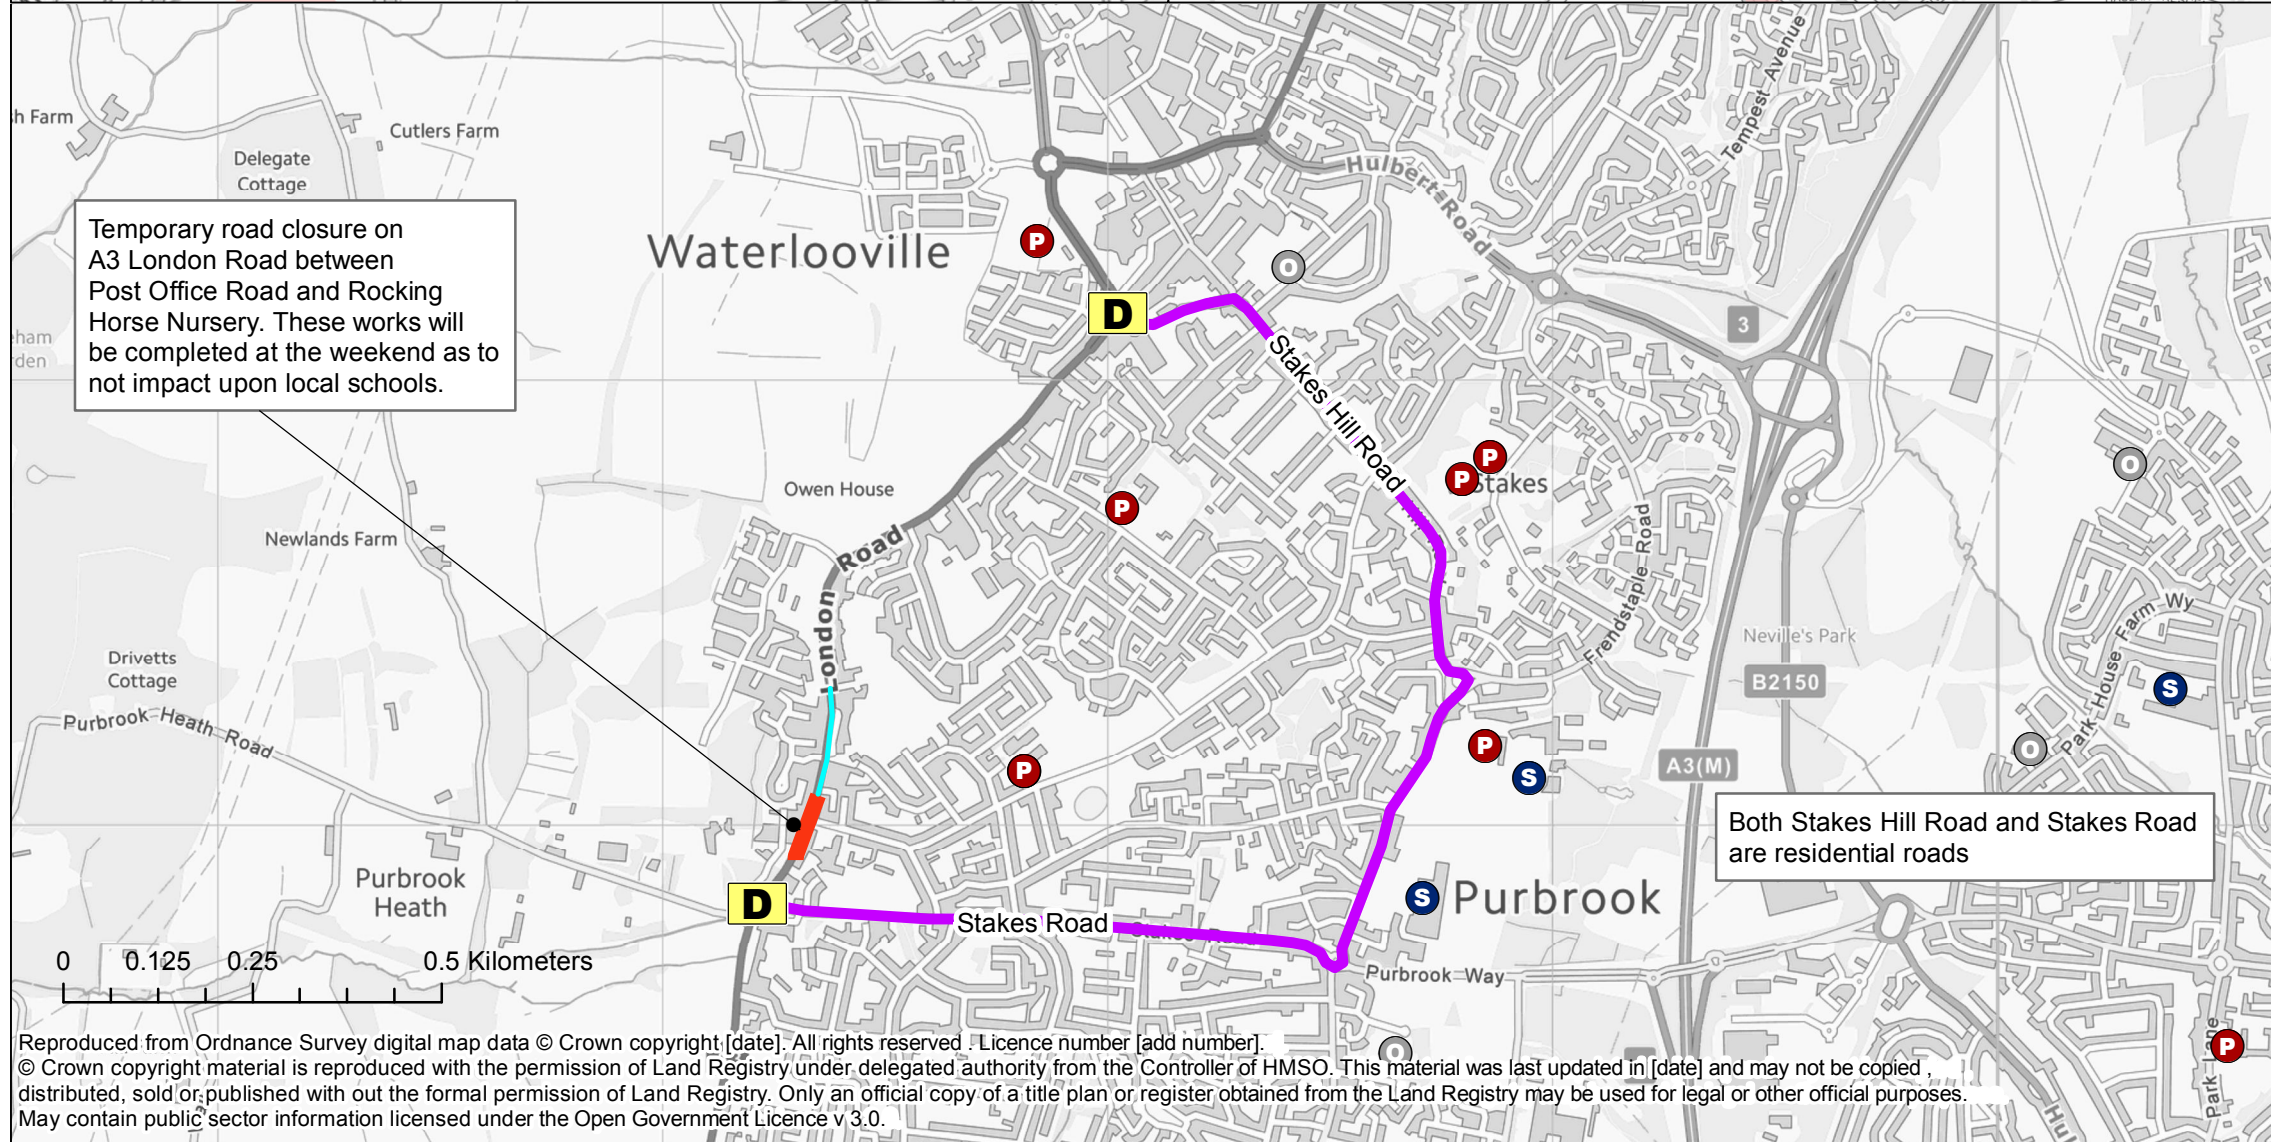 h Farm
Cutlers Farm
Delegate
Cottage
Temporary road closure on
A3 London Road between
Post Office Road and Rocking
Horse Nursery. These works will
be completed at the weekend as to
not impact upon local schools.
Waterlooville
P
O
D
Hulbert Road
Tempest Avenue
3
eham
rden
Stakes Hill Road
P
P
Stakes
P
O
Owen House
Newlands Farm
London Road
Frendstaple Road
Park House Farm Wy
Neville's Park
B2150
S
O
Drivetts
Cottage
Purbrook Heath Road
P
P
S
A3(M)
Both Stakes Hill Road and Stakes Road
are residential roads
Purbrook
Heath
D
Stakes Road
Stakes Road
S
Purbrook
Purbrook Way
0 0.125 0.25 0.5 Kilometers
O
P
Park Lane
Hul
Reproduced from Ordnance Survey digital map data © Crown copyright [date]. All rights reserved . Licence number [add number].
© Crown copyright material is reproduced with the permission of Land Registry under delegated authority from the Controller of HMSO. This material was last updated in [date] and may not be copied ,
distributed, sold or published with out the formal permission of Land Registry. Only an official copy of a title plan or register obtained from the Land Registry may be used for legal or other official purposes.
May contain public sector information licensed under the Open Government Licence v 3.0.